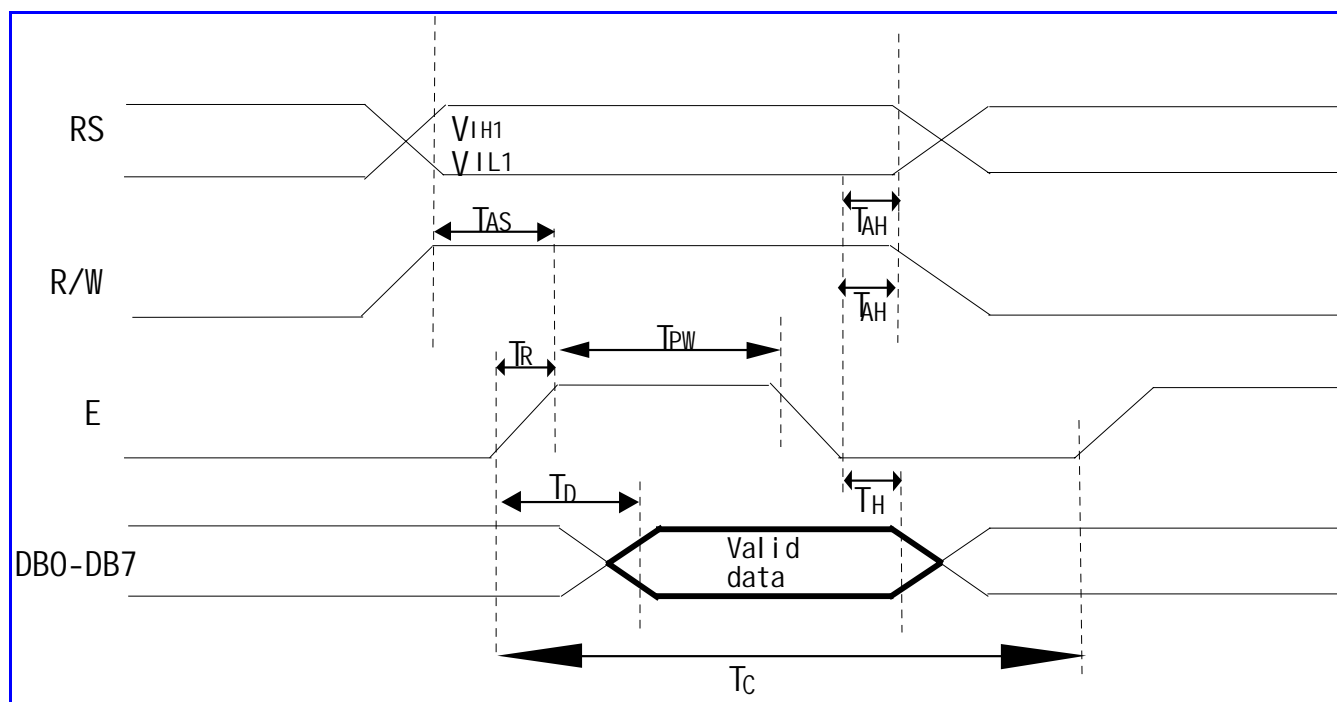 RS
VIH1
VIL1
TAS
TAH
R/W
TAH
TR
TPW
E
TD
TH
DB0-DB7
Valid
data
TC